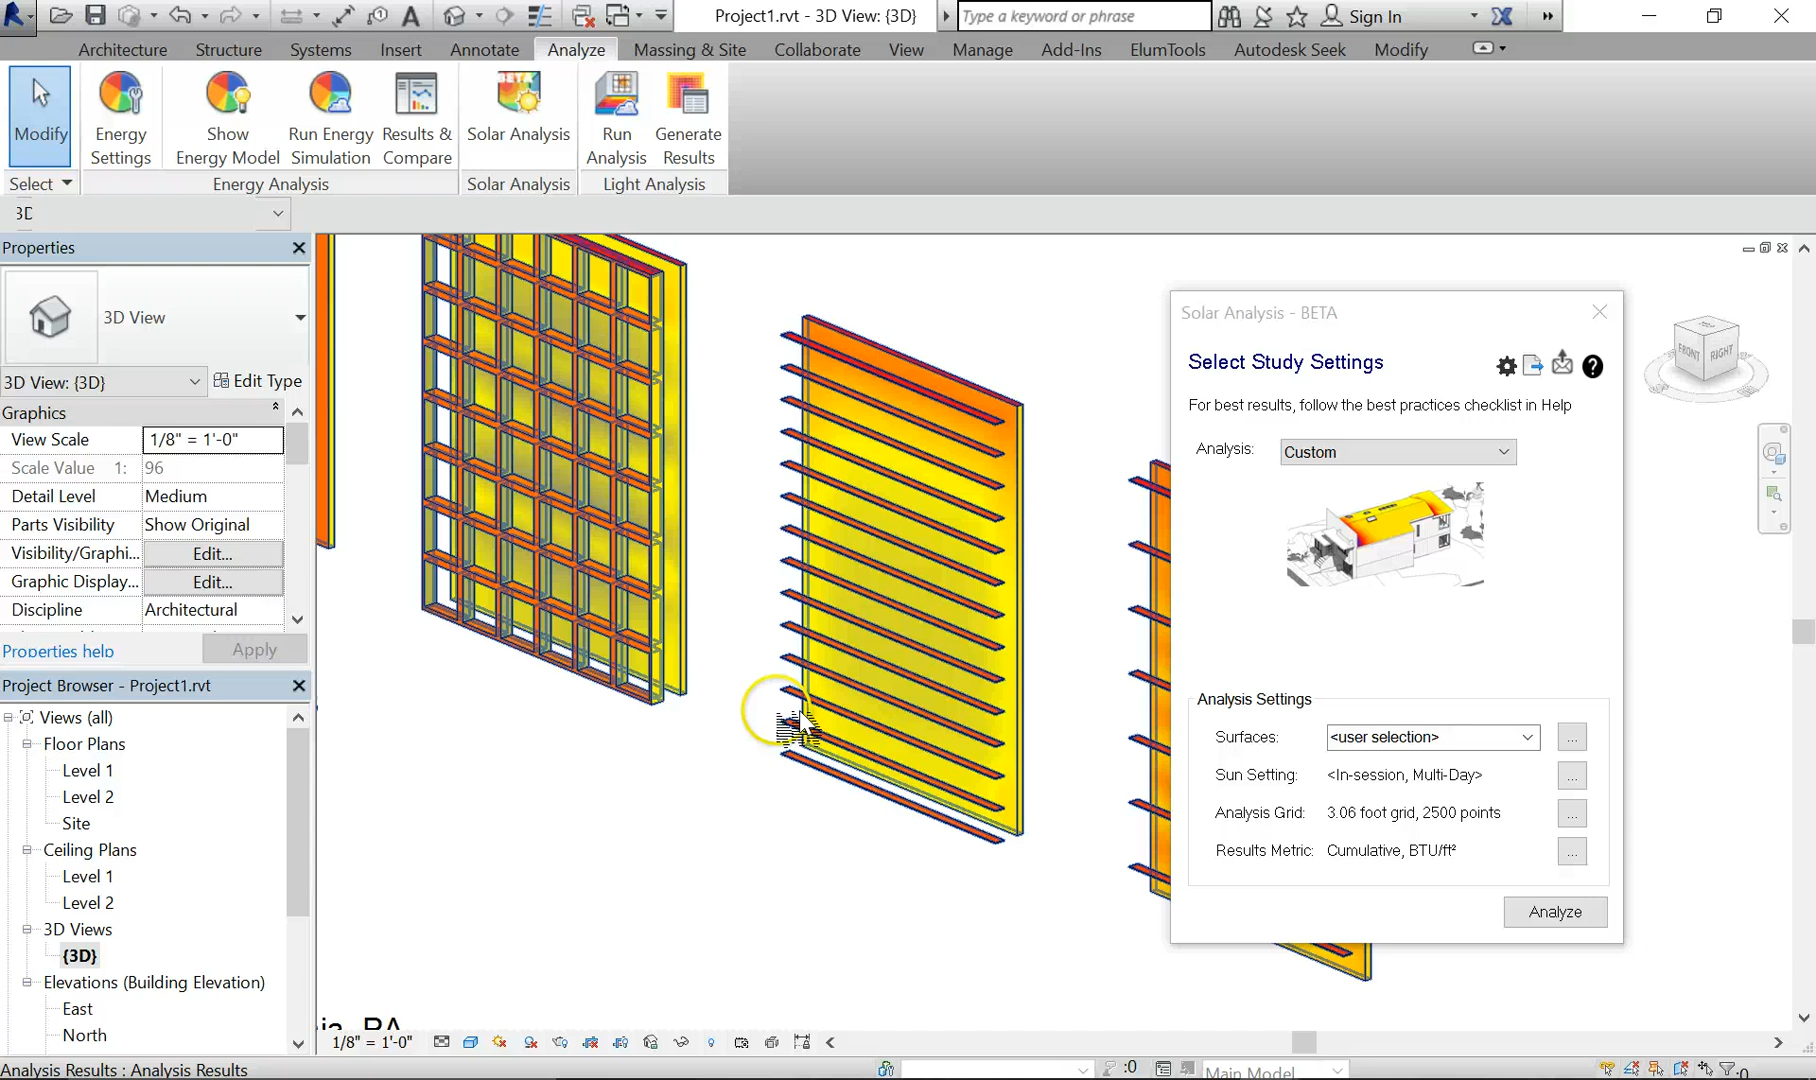 Project1.rvt - 3D View: {3D}
Type a keyword or phrase
Sign In
Architecture Structure Systems Insert Annotate Analyze Massing & Site Collaborate View Manage Add-Ins ElumTools Autodesk Seek Modify
Modify
Energy Settings
Show Energy Model
Run Energy Simulation
Results & Compare
Solar Analysis
Run Analysis
Generate Results
Select
Energy Analysis
Solar Analysis
Light Analysis
3D
Properties
3D View
3D View: {3D}
Edit Type
Graphics
View Scale 1/8" = 1'-0"
Scale Value 1: 96
Detail Level Medium
Parts Visibility Show Original
Visibility/Graphi... Edit...
Graphic Display... Edit...
Discipline Architectural
Properties help
Apply
Project Browser - Project1.rvt
Views (all)
Floor Plans
Level 1
Level 2
Site
Ceiling Plans
Level 1
Level 2
3D Views
{3D}
Elevations (Building Elevation)
East
North
Solar Analysis - BETA
Select Study Settings
For best results, follow the best practices checklist in Help
Analysis: Custom
Analysis Settings
Surfaces: <user selection> ...
Sun Setting: <In-session, Multi-Day> ...
Analysis Grid: 3.06 foot grid, 2500 points ...
Results Metric: Cumulative, BTU/ft² ...
Analyze
FRONT
RIGHT
ia, PA
1/8" = 1'-0"
Analysis Results : Analysis Results
:0
Main Model
:0